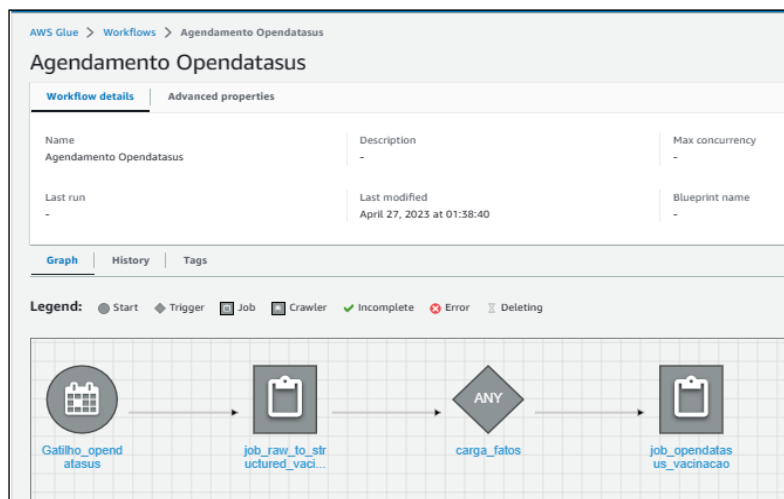 AWS Glue > Workflows > Agendamento Opendatasus
Agendamento Opendatasus
Workflow details Advanced properties
Name Description Max concurrency
Agendamento Opendatasus - -
Last run Last modified Blueprint name
- April 27, 2023 at 01:38:40 -
Graph History Tags
Legend: Start Trigger Job Crawler Incomplete Error Deleting
ANY
Gatilho_opend job_raw_to_str carga_fatos job_opendatas
atasus uctured_vaci... us_vacinacao